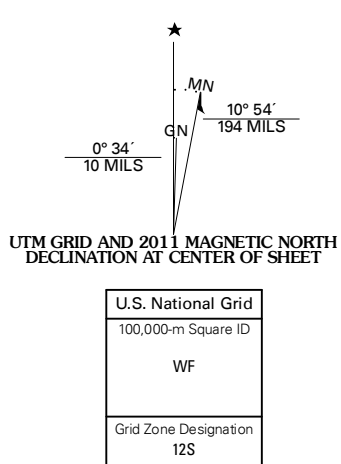 ★
MN
10° 54´
194 MILS
GN
0° 34´
10 MILS
UTM GRID AND 2011 MAGNETIC NORTH
DECLINATION AT CENTER OF SHEET
U.S. National Grid
100,000-m Square ID
WF
Grid Zone Designation
12S